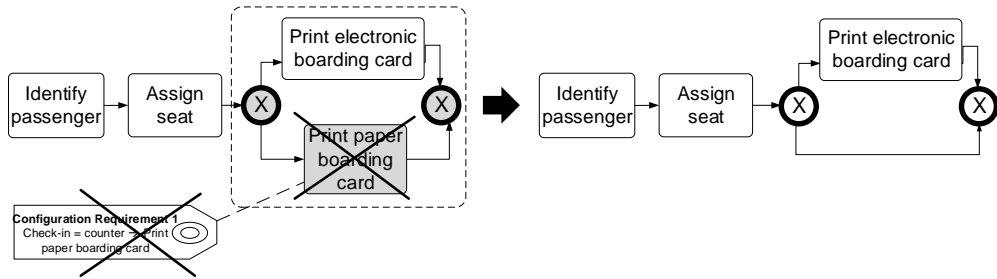 Print electronic
boarding card
Identify
passenger
Assign
seat
X
X
Print paper
boarding
card
Configuration Requirement 1
Check-in = counter → Print
paper boarding card
Print electronic
boarding card
Identify
passenger
Assign
seat
X
X